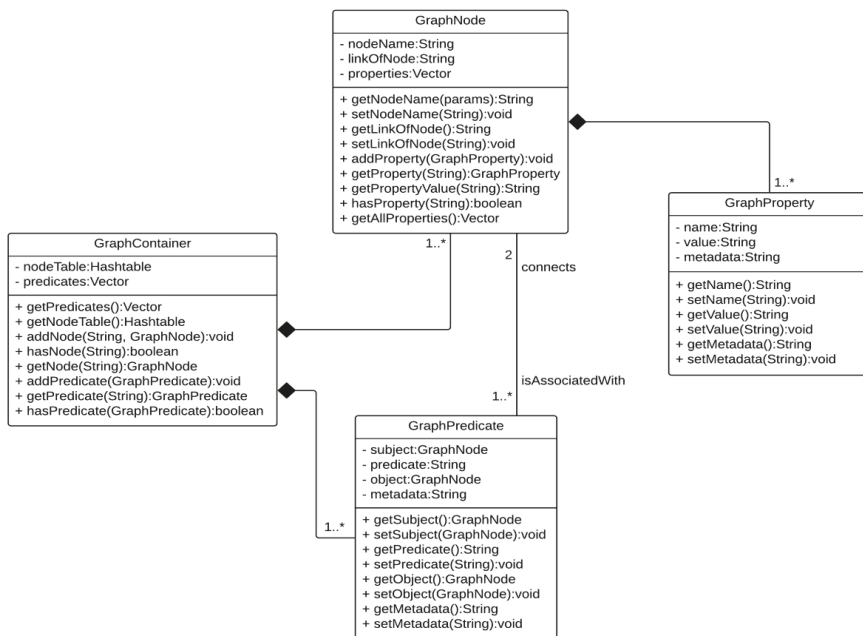 GraphNode
- nodeName:String
- linkOfNode:String
- properties:Vector
+ getNodeName(params):String
+ setNodeName(String):void
+ getLinkOfNode():String
+ setLinkOfNode(String):void
+ addProperty(GraphProperty):void
+ getProperty(String):GraphProperty
+ getPropertyValue(String):String
+ hasProperty(String):boolean
+ getAllProperties():Vector
1..*
GraphProperty
- name:String
- value:String
- metadata:String
+ getName():String
+ setName(String):void
+ getValue():String
+ setValue(String):void
+ getMetadata():String
+ setMetadata(String):void
GraphContainer
- nodeTable:Hashtable
- predicates:Vector
+ getPredicates():Vector
+ getNodeTable():Hashtable
+ addNode(String, GraphNode):void
+ hasNode(String):boolean
+ getNode(String):GraphNode
+ addPredicate(GraphPredicate):void
+ getPredicate(String):GraphPredicate
+ hasPredicate(GraphPredicate):boolean
1..*
2
connects
isAssociatedWith
1..*
1..*
GraphPredicate
- subject:GraphNode
- predicate:String
- object:GraphNode
- metadata:String
+ getSubject():GraphNode
+ setSubject(GraphNode):void
+ getPredicate():String
+ setPredicate(String):void
+ getObject():GraphNode
+ setObject(GraphNode):void
+ getMetadata():String
+ setMetadata(String):void